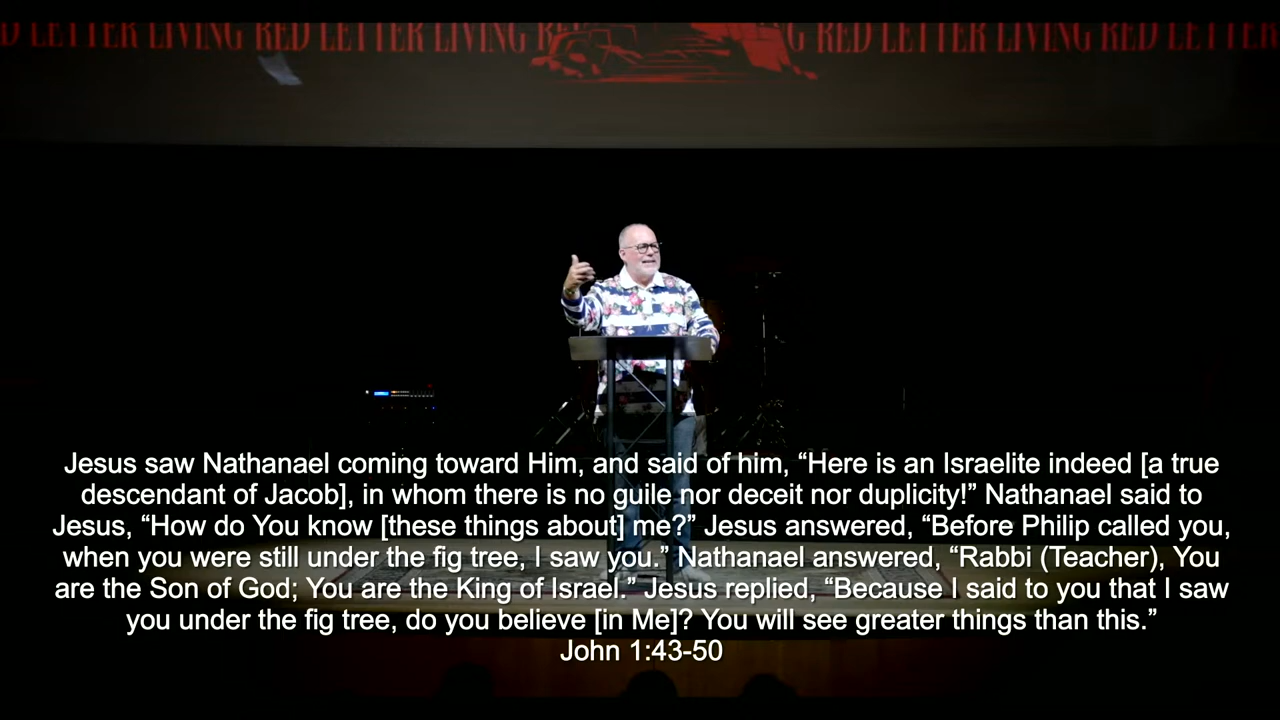 D LETTER LIVING RED LETTER LIVING G RED LETTER LIVING RED LETTER
Jesus saw Nathanael coming toward Him, and said of him, “Here is an Israelite indeed [a true
descendant of Jacob], in whom there is no guile nor deceit nor duplicity!” Nathanael said to
Jesus, “How do You know [these things about] me?” Jesus answered, “Before Philip called you,
when you were still under the fig tree, I saw you.” Nathanael answered, “Rabbi (Teacher), You
are the Son of God; You are the King of Israel.” Jesus replied, “Because I said to you that I saw
you under the fig tree, do you believe [in Me]? You will see greater things than this.”
John 1:43-50